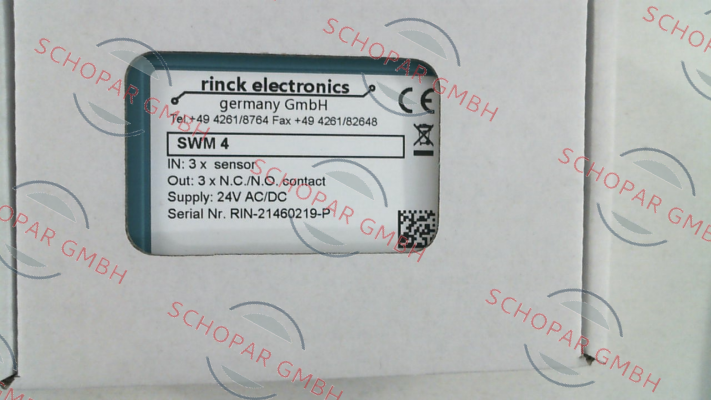 rinck electronics
germany GmbH
Tel.+49 4261/8764 Fax +49 4261/82648
CE
SWM 4
IN: 3 x sensor
Out: 3 x N.C./N.O. contact
Supply: 24V AC/DC
Serial Nr. RIN-21460219-P
SCHOPAR GMBH
SCHOPAR GMBH
SCHOPAR GMBH
SCHOPAR GMBH
SCHOPAR GMBH
SCHOPAR GMBH
SCHOPAR GMBH
SCHOPAR GMBH